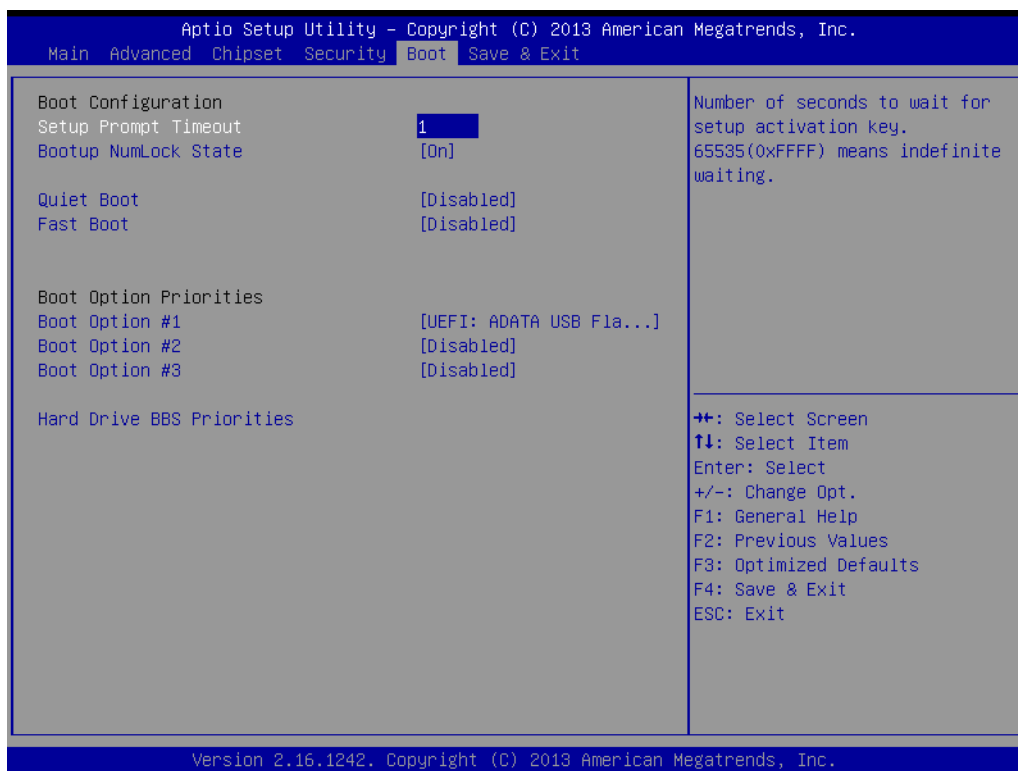 Aptio Setup Utility – Copyright (C) 2013 American Megatrends, Inc.
Main Advanced Chipset Security Boot Save & Exit
Boot Configuration
Setup Prompt Timeout 1
Bootup NumLock State [On]
Quiet Boot [Disabled]
Fast Boot [Disabled]
Boot Option Priorities
Boot Option #1 [UEFI: ADATA USB Fla...]
Boot Option #2 [Disabled]
Boot Option #3 [Disabled]
Hard Drive BBS Priorities
Number of seconds to wait for
setup activation key.
65535(0xFFFF) means indefinite
waiting.
→←: Select Screen
↑↓: Select Item
Enter: Select
+/-: Change Opt.
F1: General Help
F2: Previous Values
F3: Optimized Defaults
F4: Save & Exit
ESC: Exit
Version 2.16.1242. Copyright (C) 2013 American Megatrends, Inc.